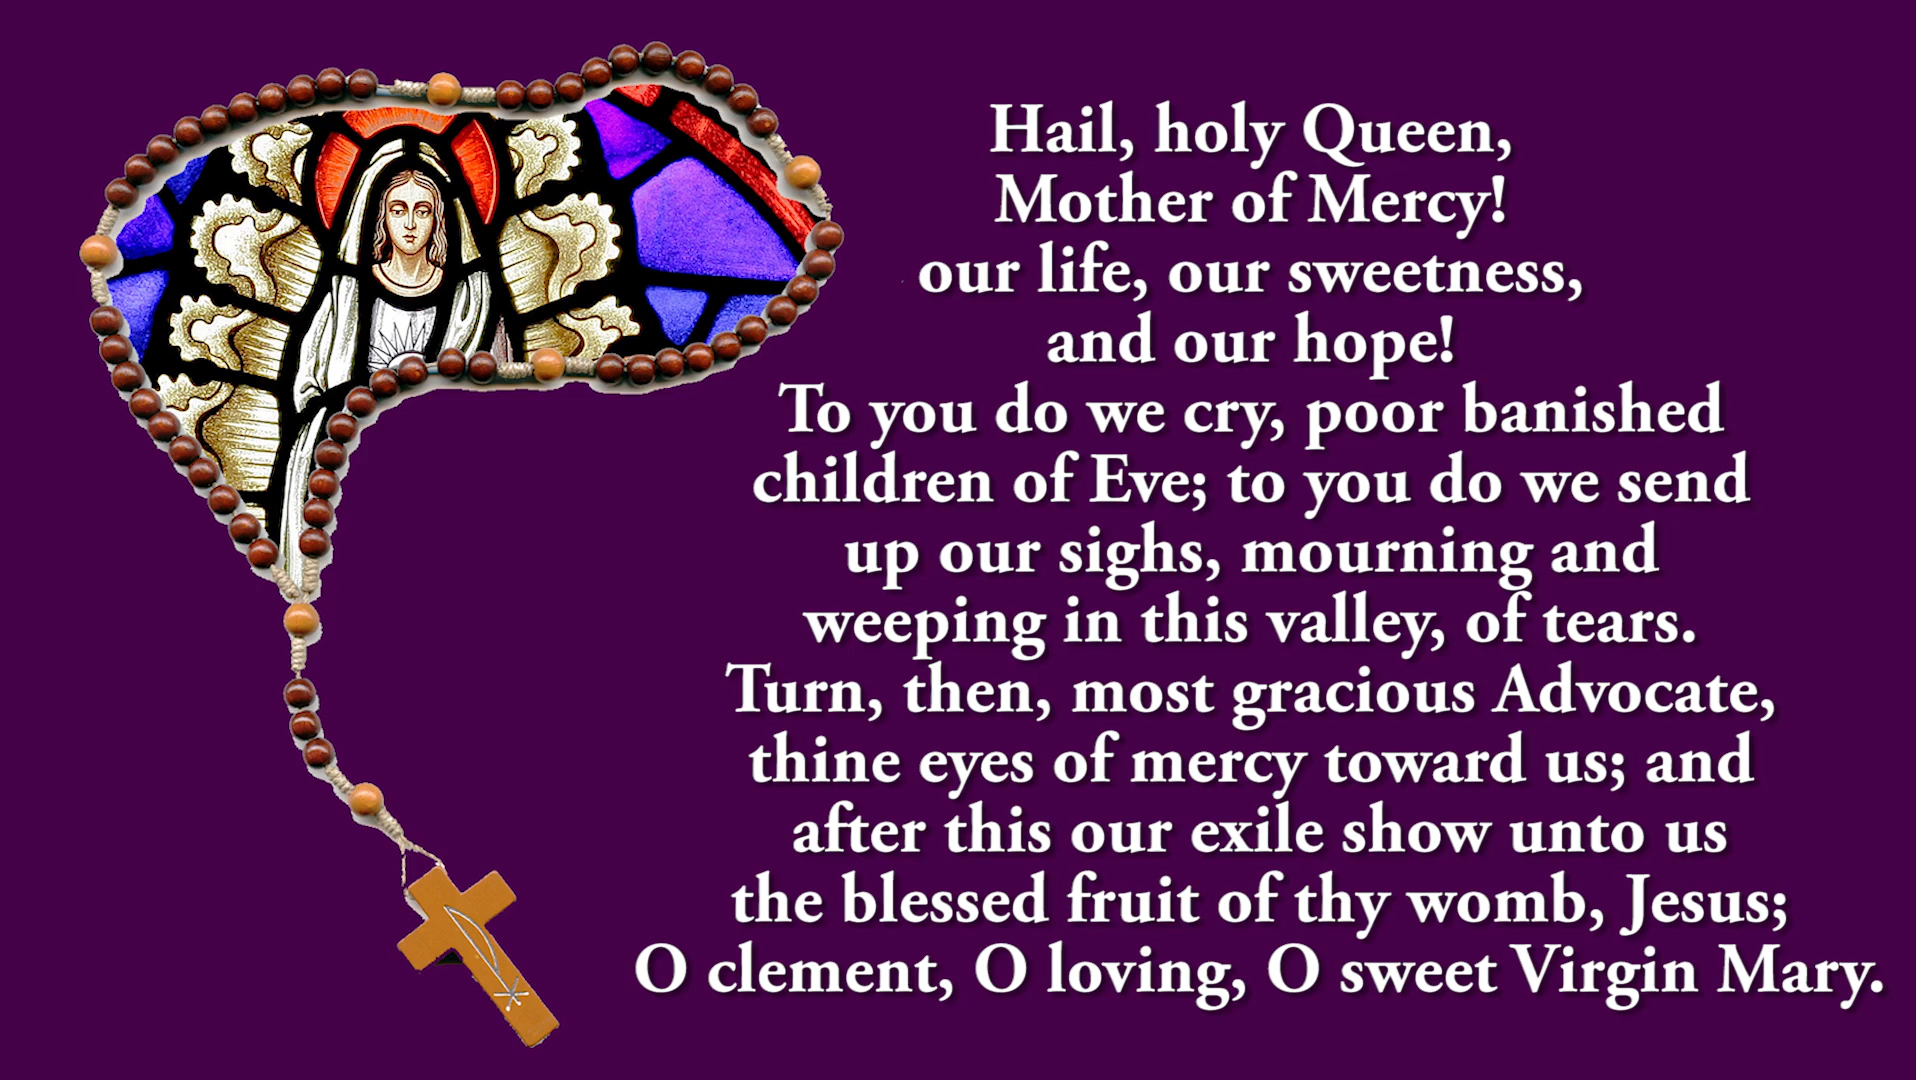 Hail, holy Queen,
Mother of Mercy!
our life, our sweetness,
and our hope!
To you do we cry, poor banished
children of Eve; to you do we send
up our sighs, mourning and
weeping in this valley, of tears.
Turn, then, most gracious Advocate,
thine eyes of mercy toward us; and
after this our exile show unto us
the blessed fruit of thy womb, Jesus;
O clement, O loving, O sweet Virgin Mary.